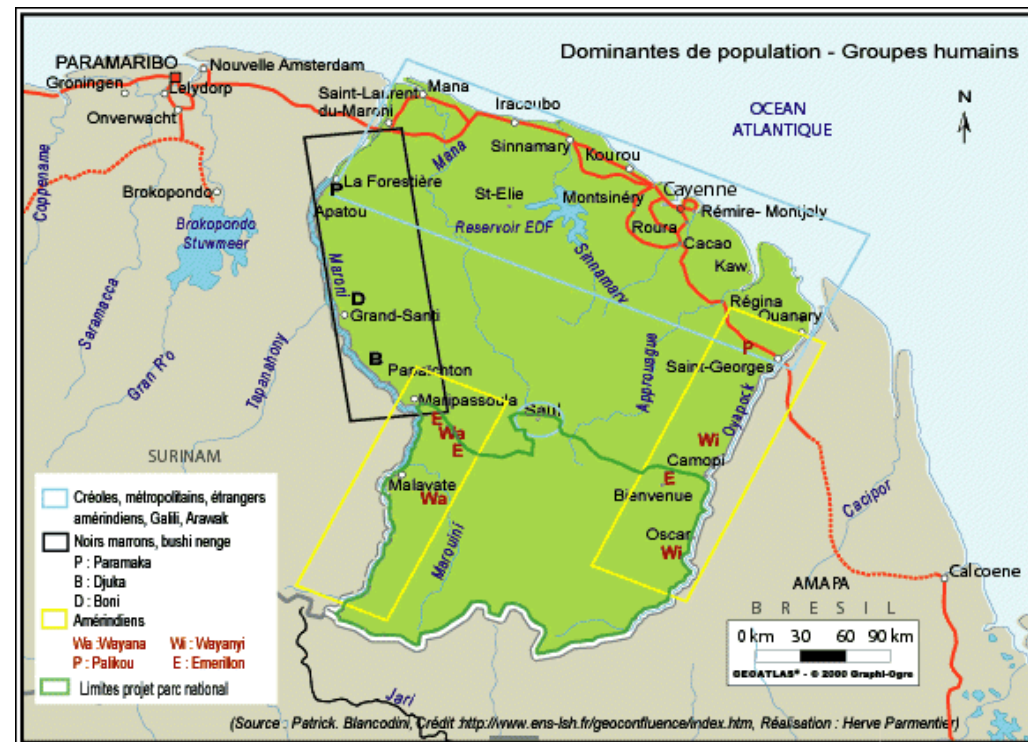 Dominantes de population - Groupes humains
PARAMARIBO
Nouvelle Amsterdam
Groningen
Lelydorp
Onverwacht
Saint-Laurent
du-Maroni
Mana
Iracoubo
OCEAN
ATLANTIQUE
N
Coppename
Mana
Sinnamary
Kourou
Brokopondo
La Forestière
P
St-Elie
Montsinéry
Cayenne
Apatou
Rémire- Montjoly
Brokopondo
Stuwmeer
Reservoir EDF
Roura
Sinnamary
Cacao
Maroni
Kaw
Saramacca
D
Grand-Santi
Régina
Ouanary
Gran R'o
Tapanahony
B
Papaichton
P
Saint-Georges
Approuague
Oyapock
Maripassoula
Saul
E
Wa
E
Wi
SURINAM
Camopi
Malavate
Wa
E
Bienvenue
Cacipor
Marouini
Oscar
Wi
Calcoene
AMAPA
BRESIL
Jari
Créoles, métropolitains, étrangers
amérindiens, Galili, Arawak
Noirs marrons, bushi nenge
P : Paramaka
B : Djuka
D : Boni
Amérindiens
Wa :Wayana Wi : Wayanyi
P : Palikou E : Emerillon
Limites projet parc national
0 km 30 60 90 km
GEOATLAS® - © 2000 Graphi-Ogre
(Source : Patrick. Blancodini, Crédit :http://www.ens-lsh.fr/geoconfluence/index.htm, Réalisation : Herve Parmentier)